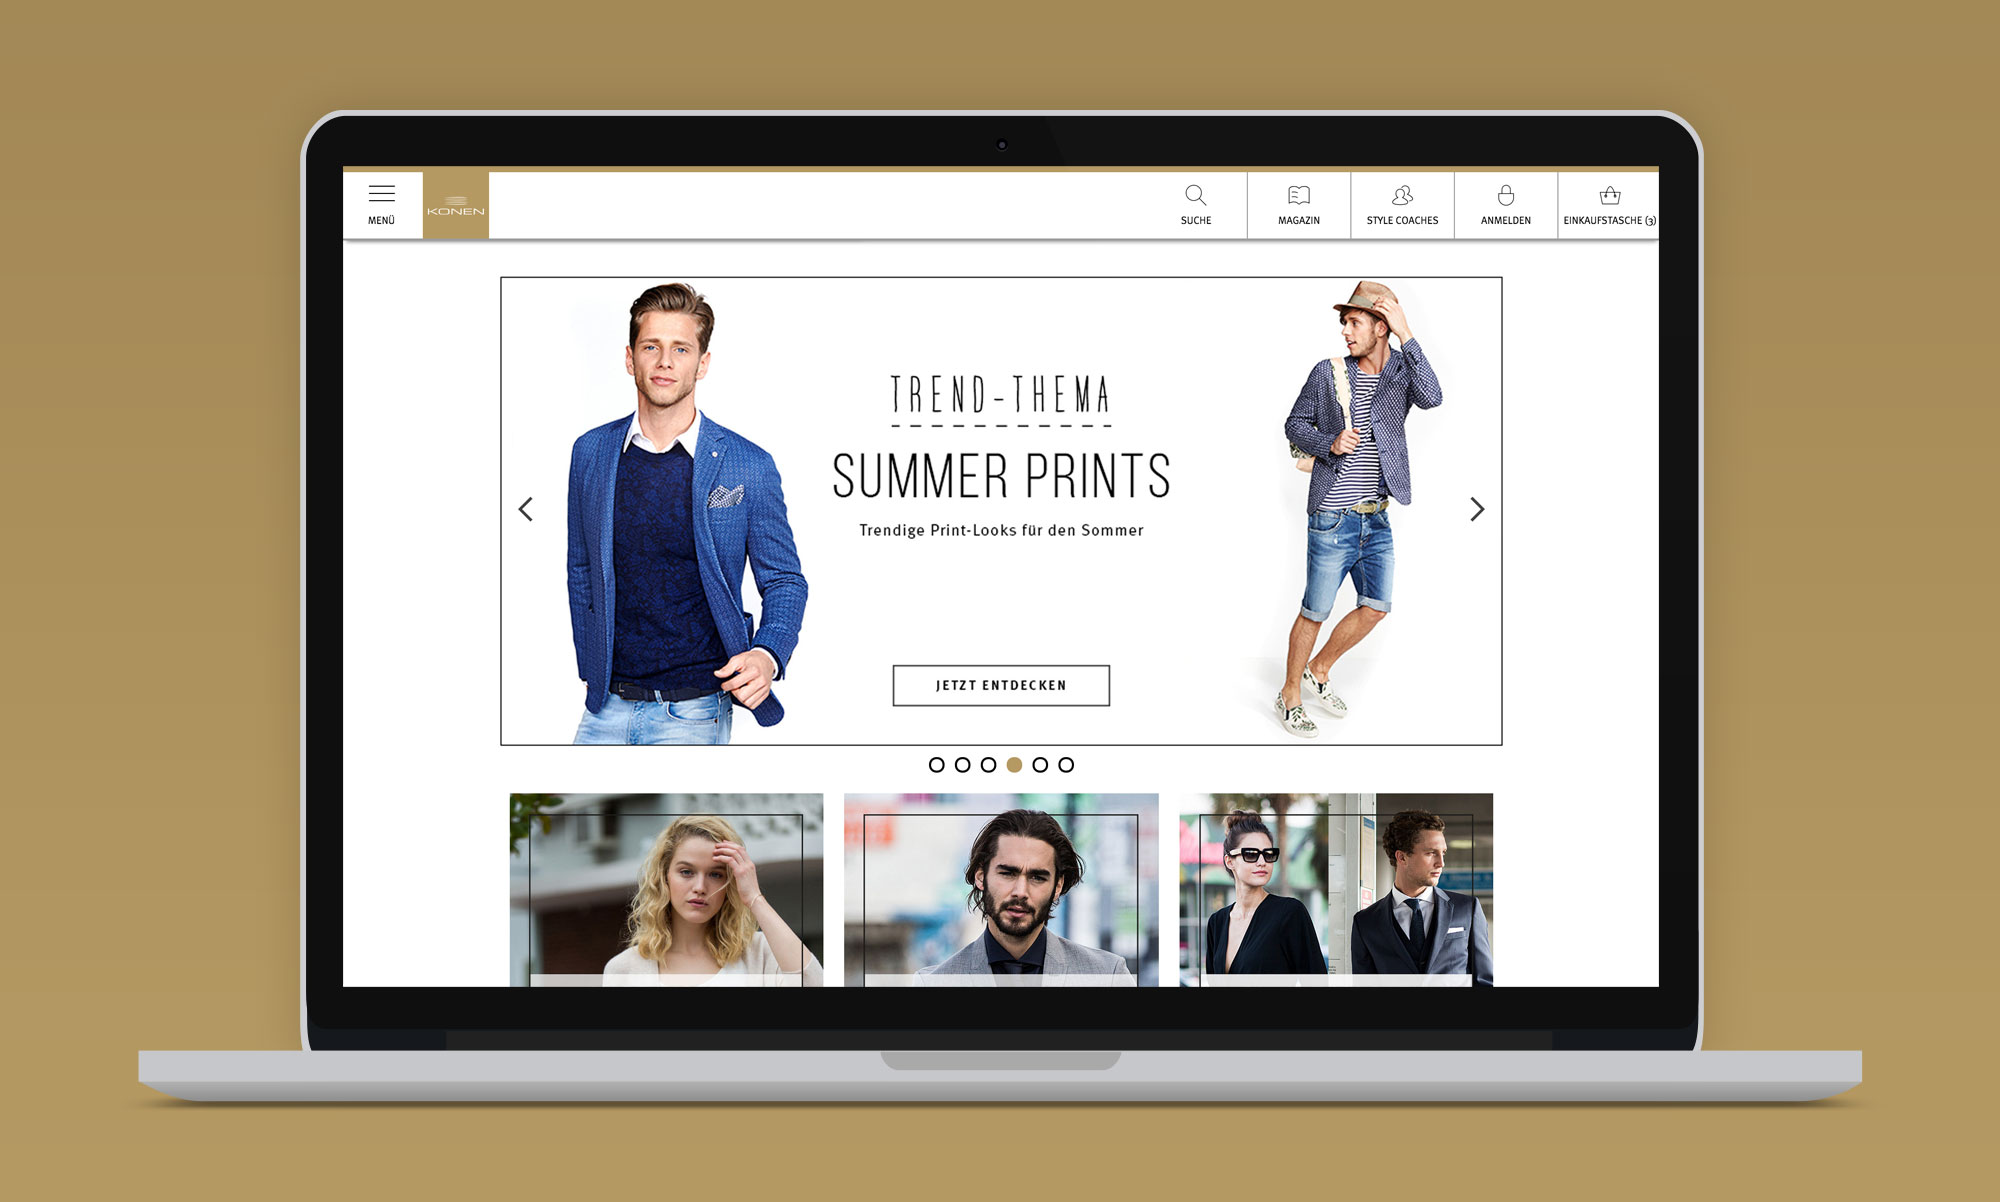 MENÜ
KONEN
SUCHE
MAGAZIN
STYLE COACHES
ANMELDEN
EINKAUFSTASCHE (3)
TREND-THEMA
SUMMER PRINTS
Trendige Print-Looks für den Sommer
JETZT ENTDECKEN